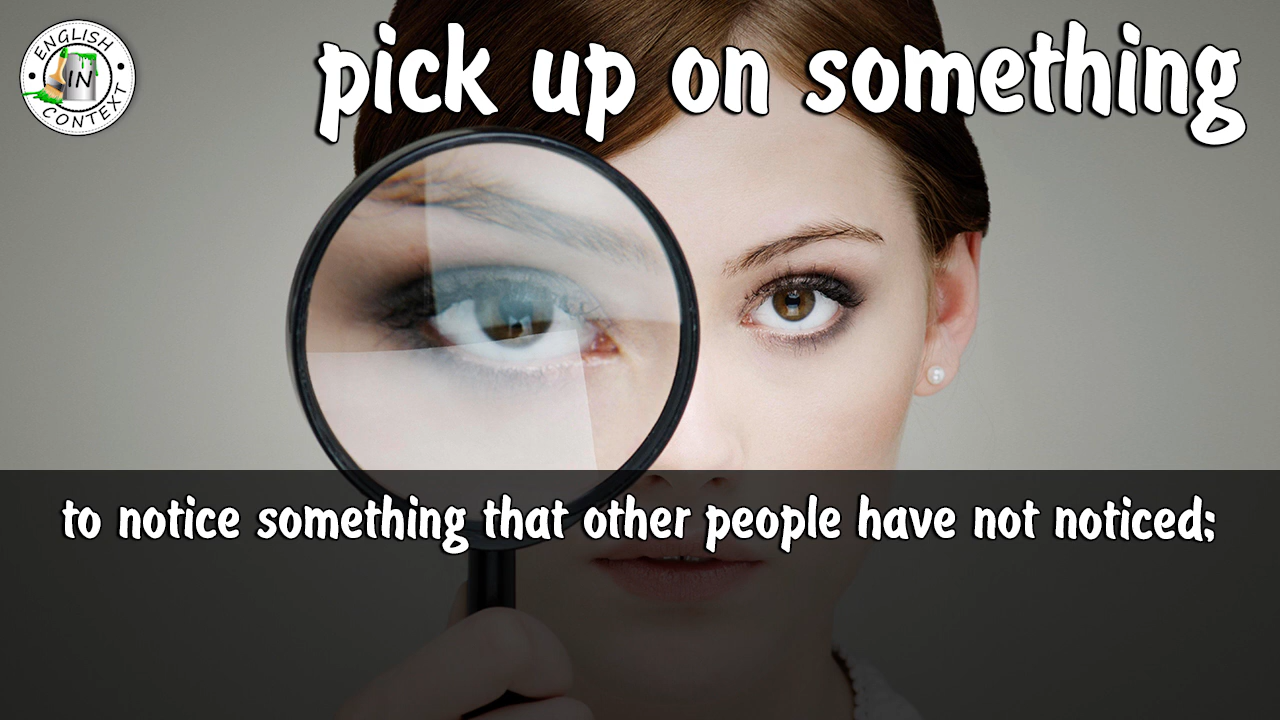 ENGLISH
IN
CONTEXT
pick up on something
to notice something that other people have not noticed;